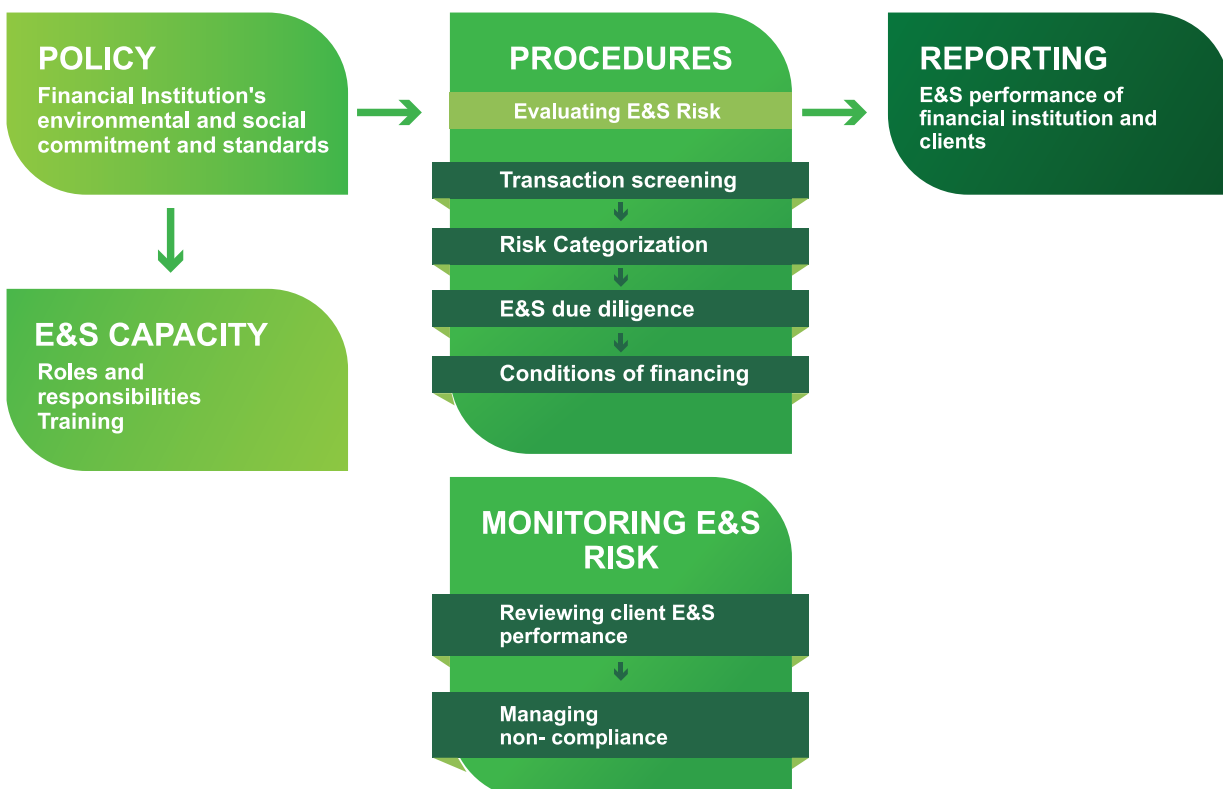 POLICY
Financial Institution's
environmental and social
commitment and standards
E&S CAPACITY
Roles and
responsibilities
Training
PROCEDURES
Evaluating E&S Risk
Transaction screening
Risk Categorization
E&S due diligence
Conditions of financing
MONITORING E&S
RISK
Reviewing client E&S
performance
Managing
non- compliance
REPORTING
E&S performance of
financial institution and
clients